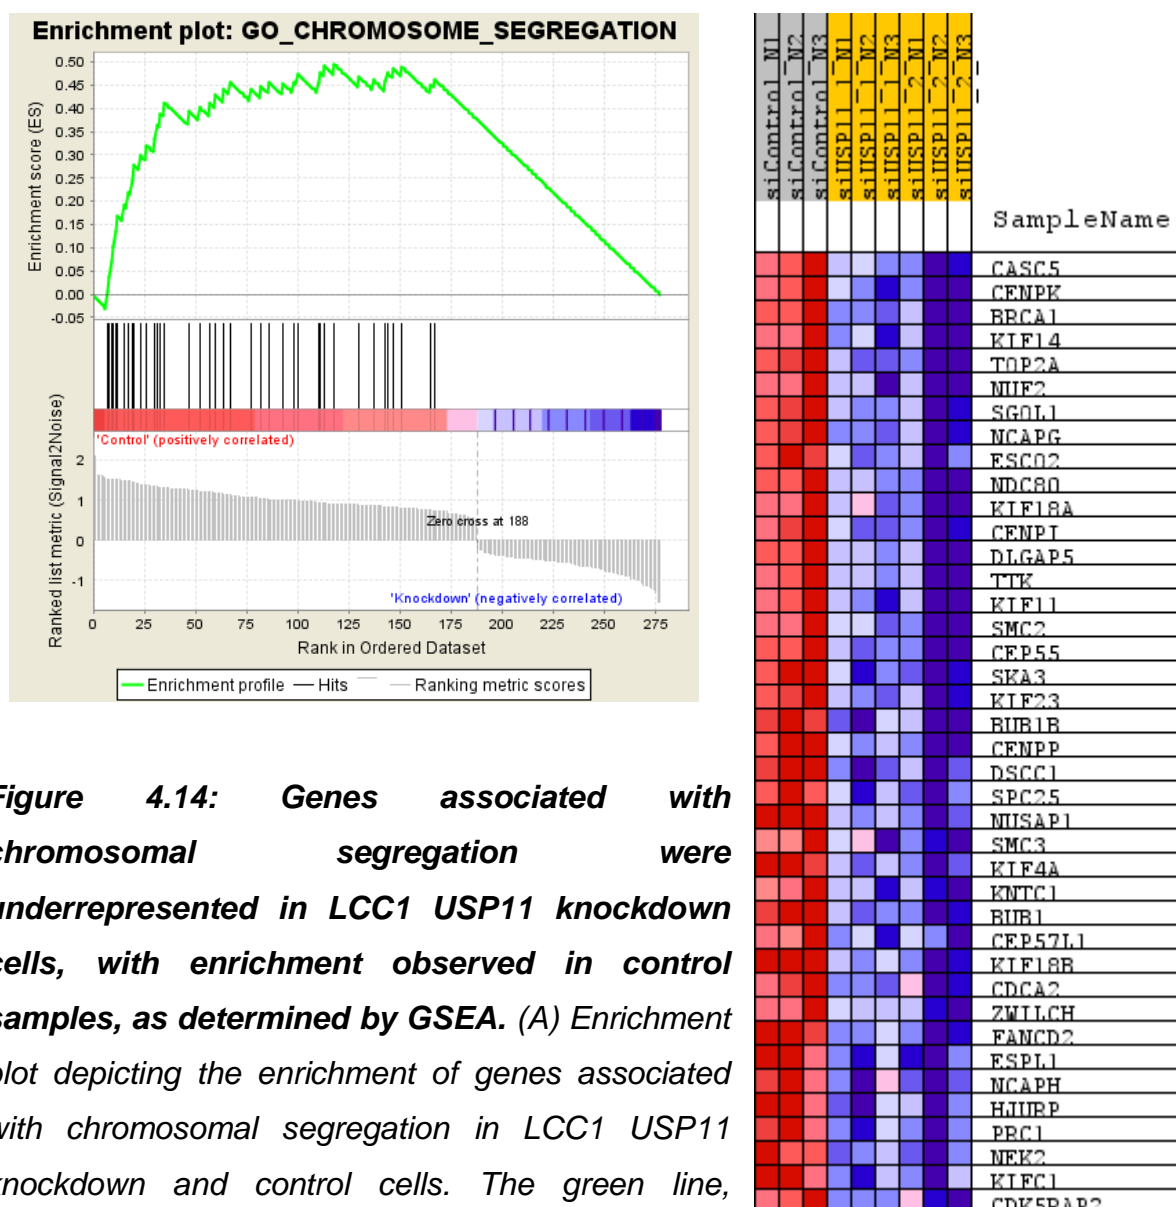 Enrichment plot: GO_CHROMOSOME_SEGREGATION
Enrichment score (ES)
0.50
0.45
0.40
0.35
0.30
0.25
0.20
0.15
0.10
0.05
0.00
-0.05
Ranked list metric (Signal2Noise)
'Control' (positively correlated)
2
1
0
-1
Zero cross at 188
'Knockdown' (negatively correlated)
0 25 50 75 100 125 150 175 200 225 250 275
Rank in Ordered Dataset
Enrichment profile Hits Ranking metric scores
Figure 4.14: Genes associated with
chromosomal segregation were
underrepresented in LCC1 USP11 knockdown
cells, with enrichment observed in control
samples, as determined by GSEA. (A) Enrichment
plot depicting the enrichment of genes associated
with chromosomal segregation in LCC1 USP11
knockdown and control cells. The green line,
siControl_N1
siControl_N2
siControl_N3
siUSP11_1_N1
siUSP11_1_N2
siUSP11_1_N3
siUSP11_2_N1
siUSP11_2_N2
siUSP11_2_N3
SampleName
CASC5
CENPK
BRCA1
KIF14
TOP2A
NUF2
SGOL1
NCAPG
ESCO2
NDC80
KIF18A
CENPI
DLGAP5
TTK
KIF11
SMC2
CEP55
SKA3
KIF23
BUB1B
CENPP
DSCC1
SPC25
NUSAP1
SMC3
KIF4A
KNTC1
BUB1
CEP57L1
KIF18B
CDCA2
ZWILCH
FANCD2
ESPL1
NCAPH
HJURP
PRC1
NEK2
KIFC1
CDK5RAP2